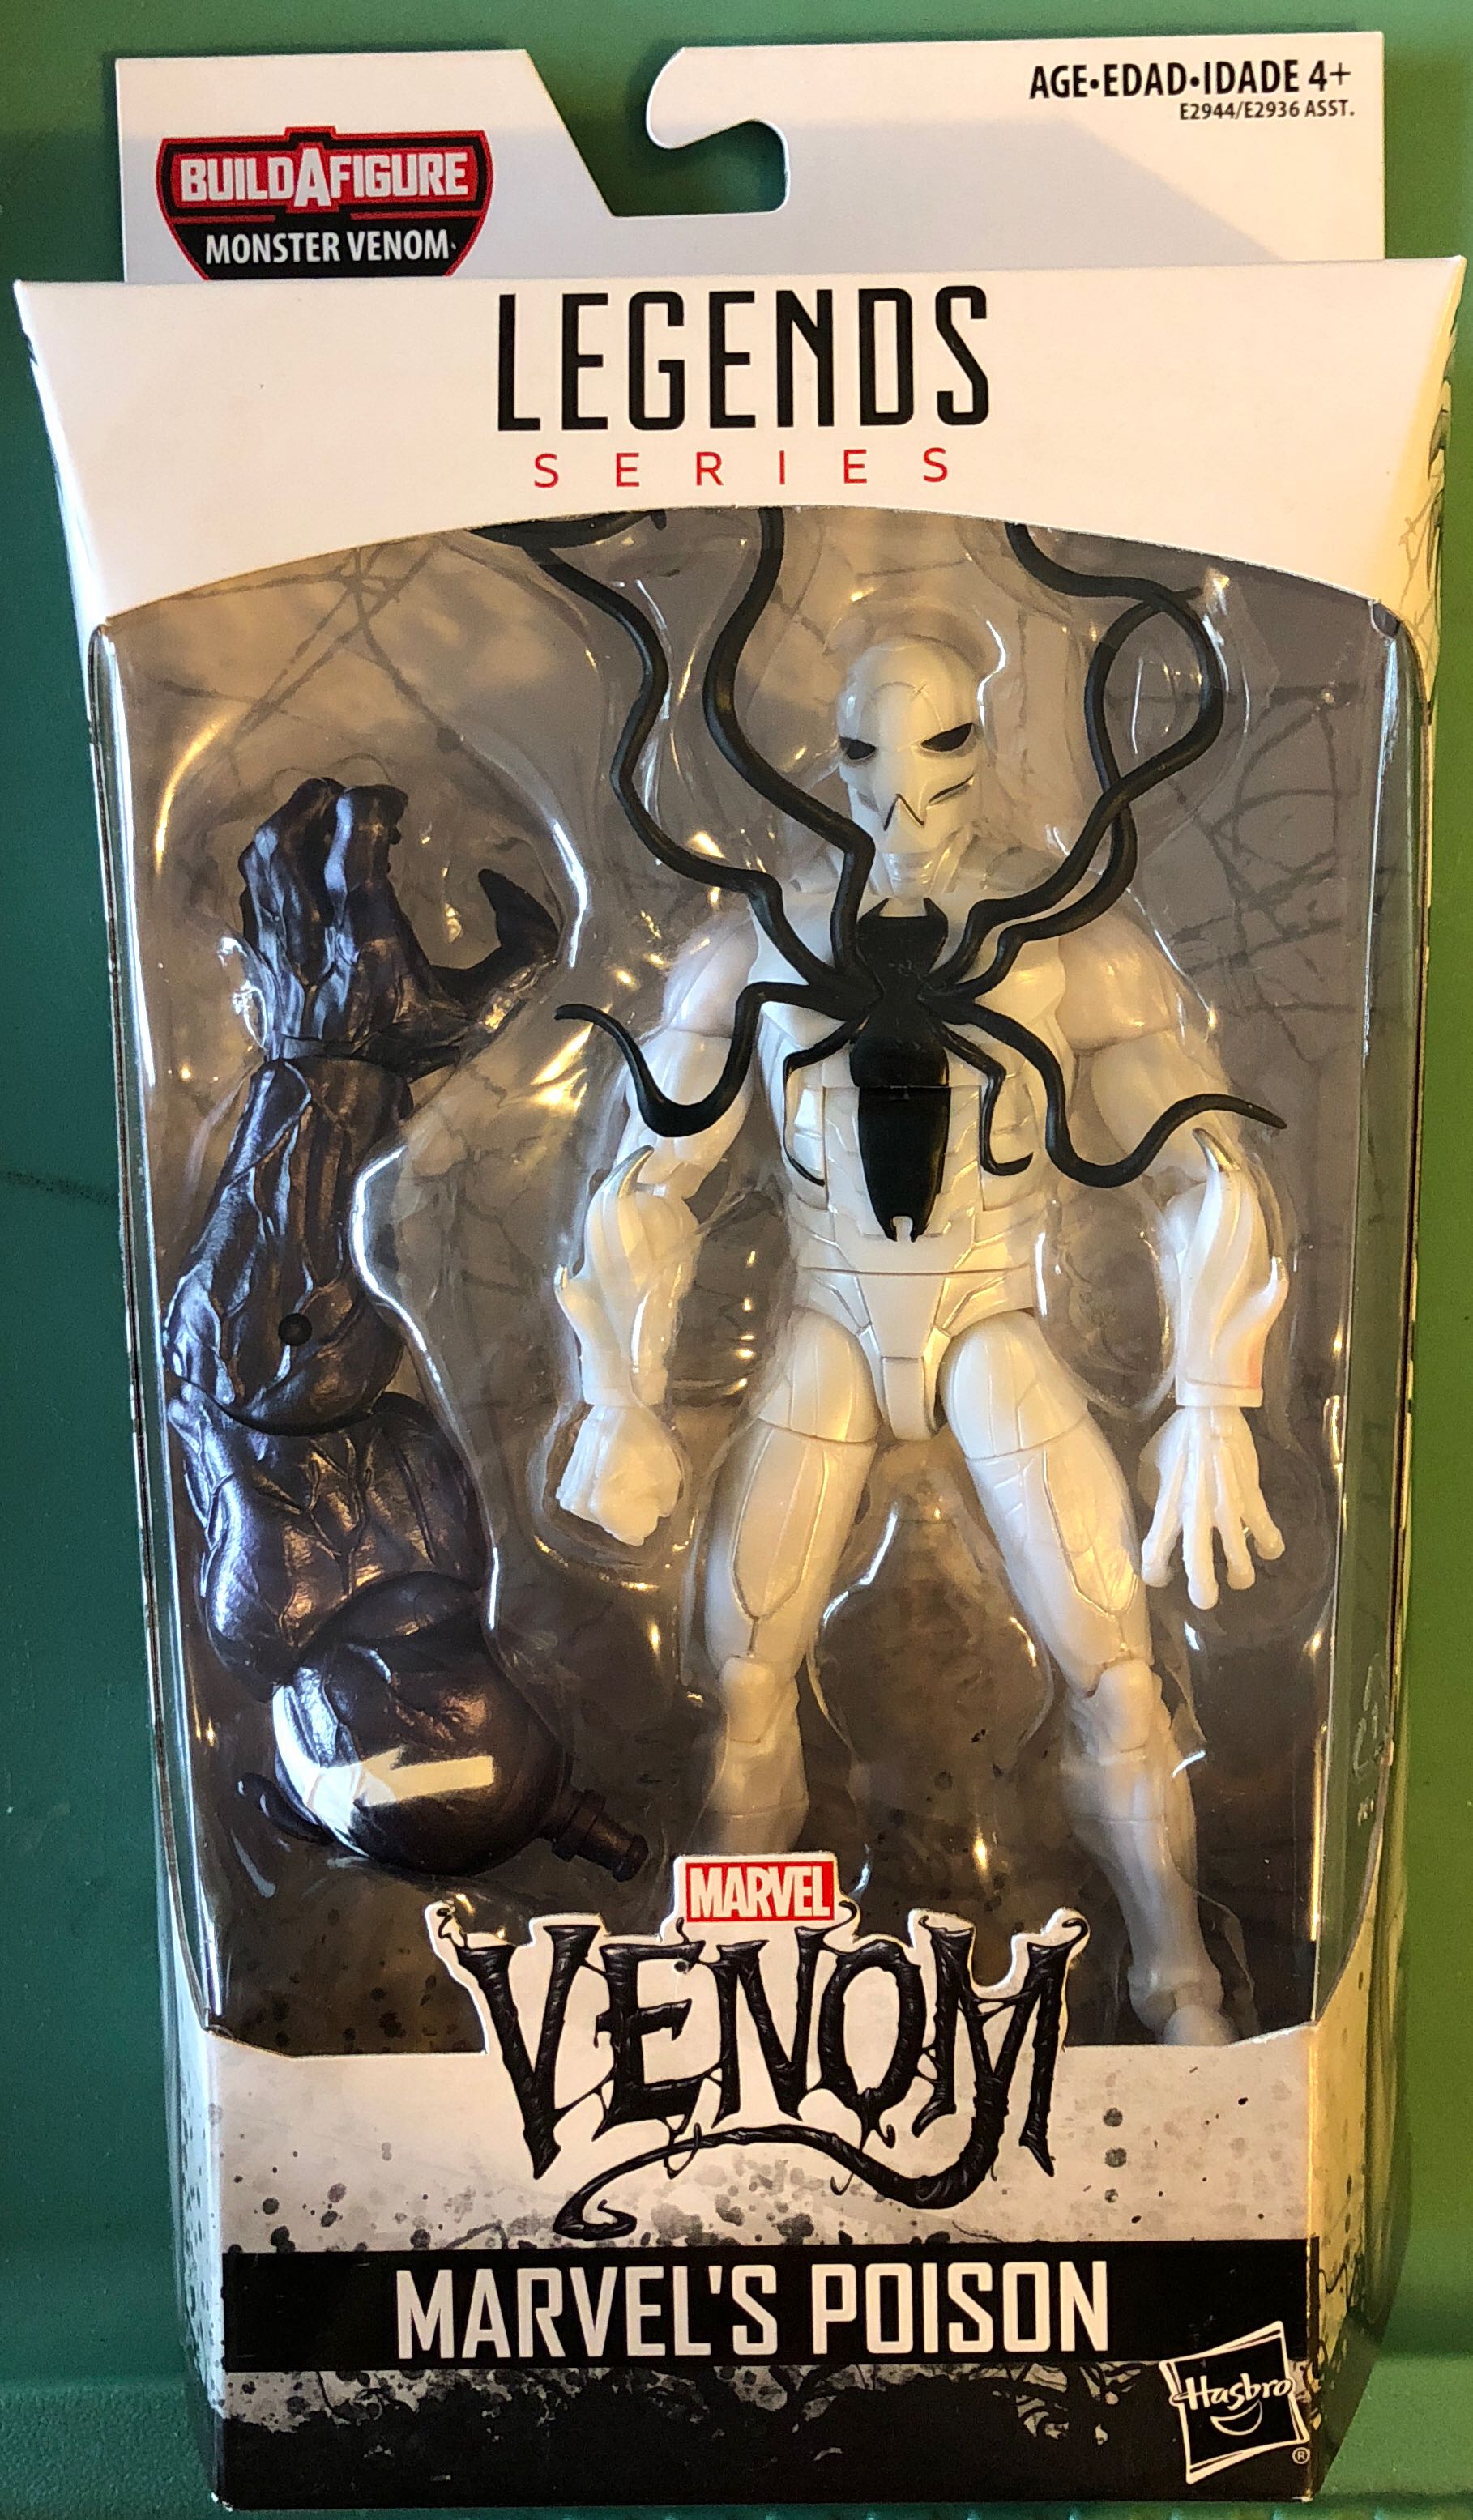 AGE•EDAD•IDADE 4+
E2944/E2936 ASST.
BUILDAFIGURE
MONSTER VENOM
LEGENDS
SERIES
MARVEL
VENOM
MARVEL'S POISON
Hasbro
®